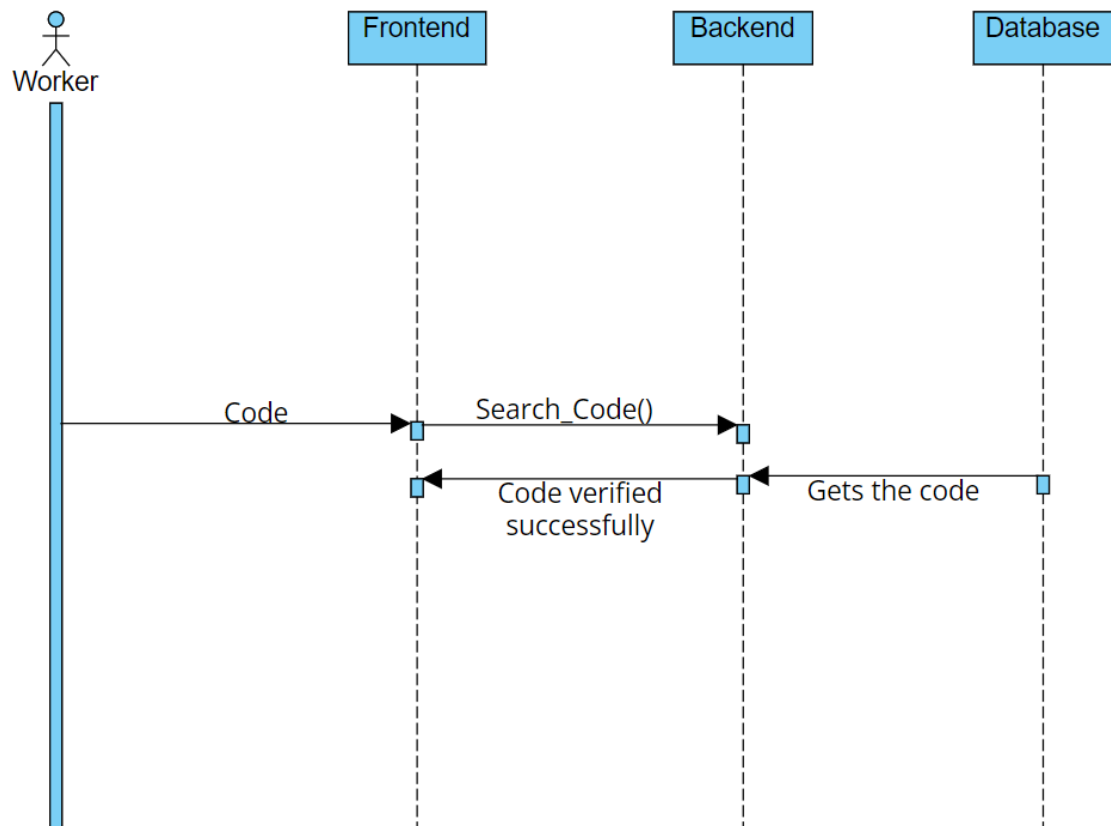 Frontend
Backend
Database
Worker
Code
Search_Code()
Code verified
successfully
Gets the code